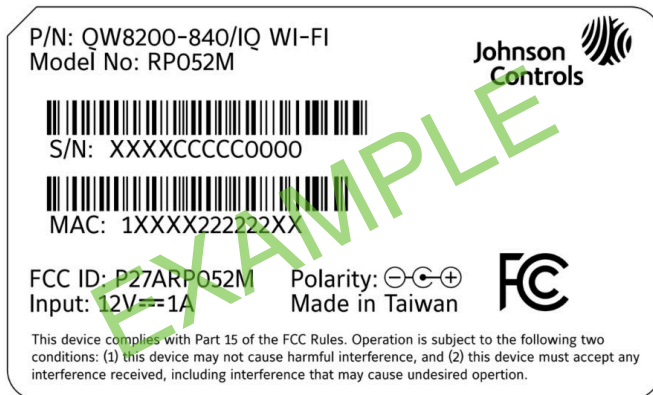 P/N: QW8200-840/IQ WI-FI
Model No: RP052M
Johnson
Controls
S/N: XXXXCCCCC0000
MAC: 1XXXX222222XX
FCC ID: P27ARP052M
Polarity:
Input: 12V⎓1A
Made in Taiwan
FC
This device complies with Part 15 of the FCC Rules. Operation is subject to the following two
conditions: (1) this device may not cause harmful interference, and (2) this device must accept any
interference received, including interference that may cause undesired opertion.
EXAMPLE